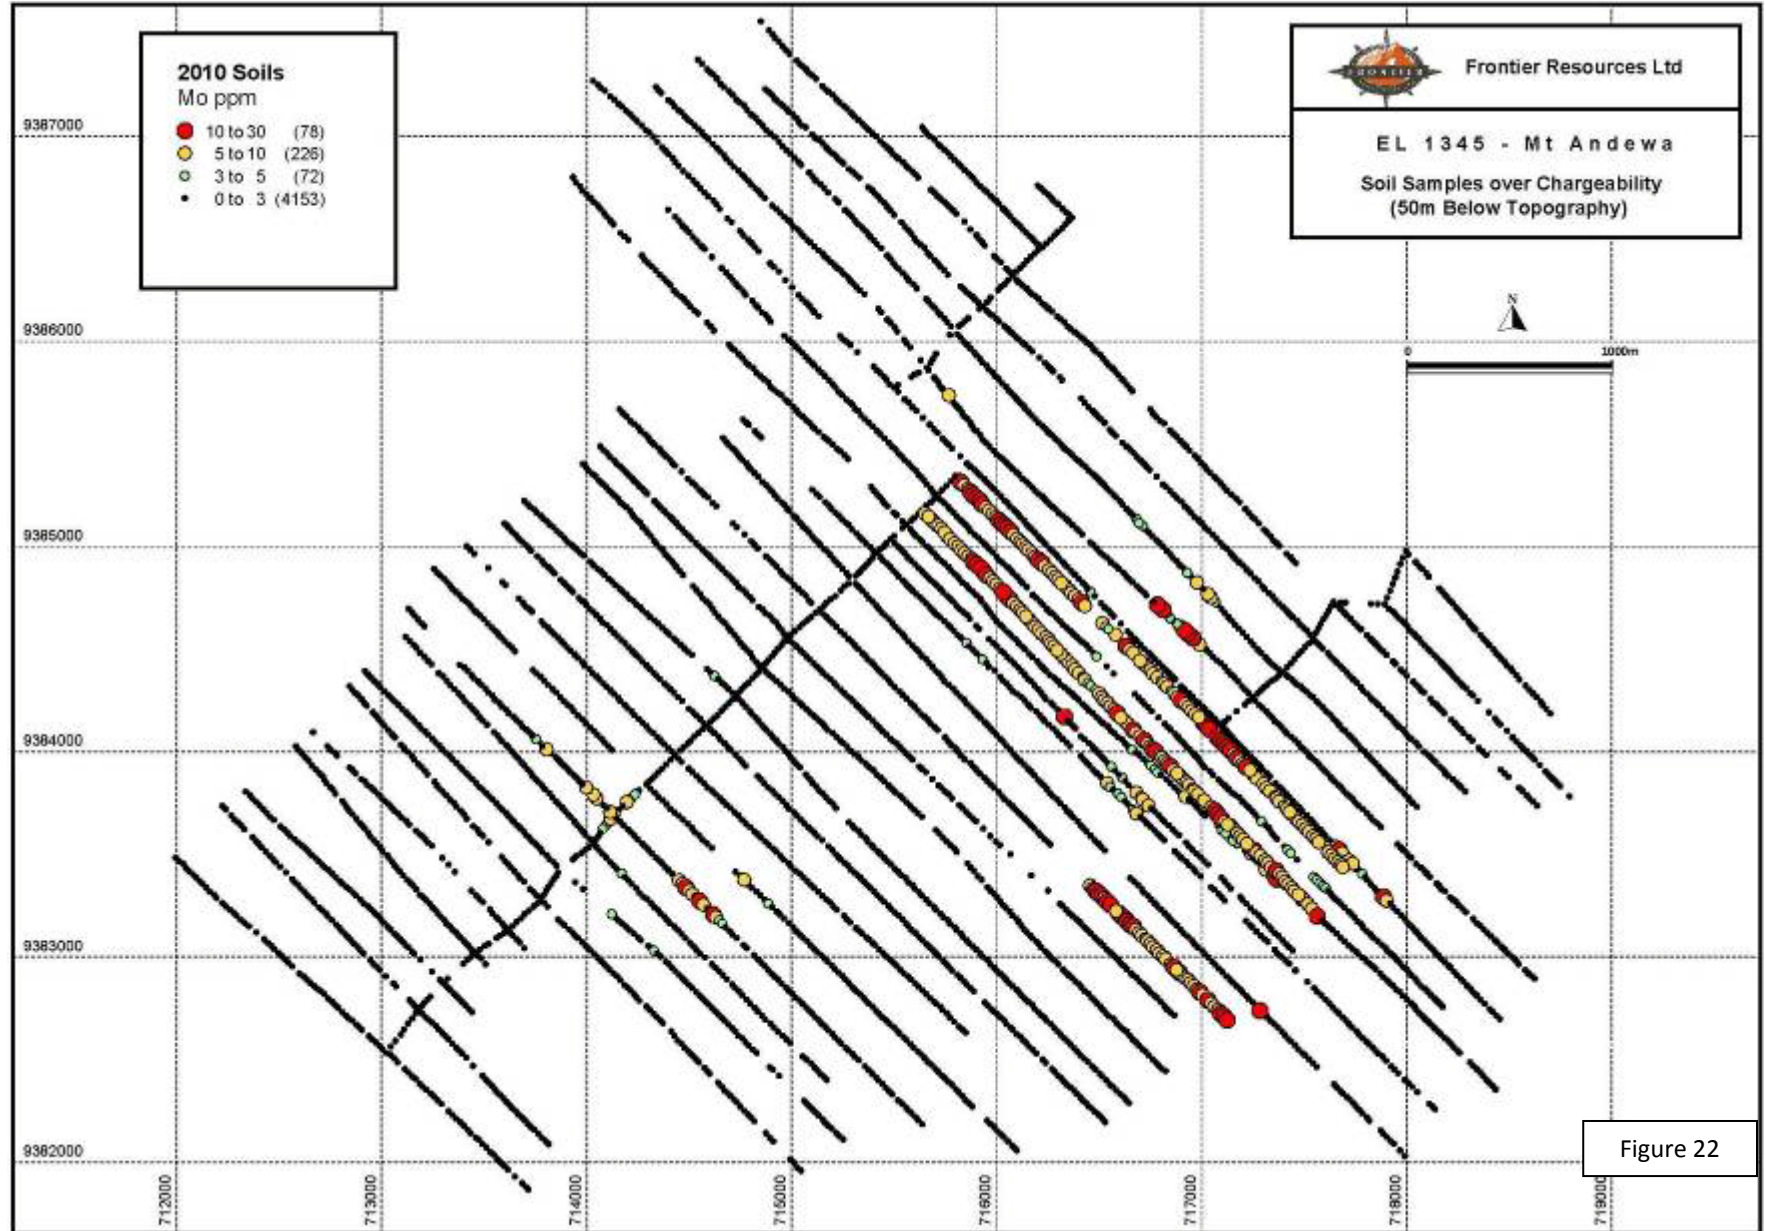 2010 Soils
Mo ppm
10 to 30 (78)
5 to 10 (226)
3 to 5 (72)
0 to 3 (4153)
FRONTIER
Frontier Resources Ltd
EL 1345 - Mt Andewa
Soil Samples over Chargeability
(50m Below Topography)
N
0 1000m
9387000
9386000
9385000
9384000
9383000
9382000
712000
713000
714000
715000
716000
717000
718000
719000
Figure 22